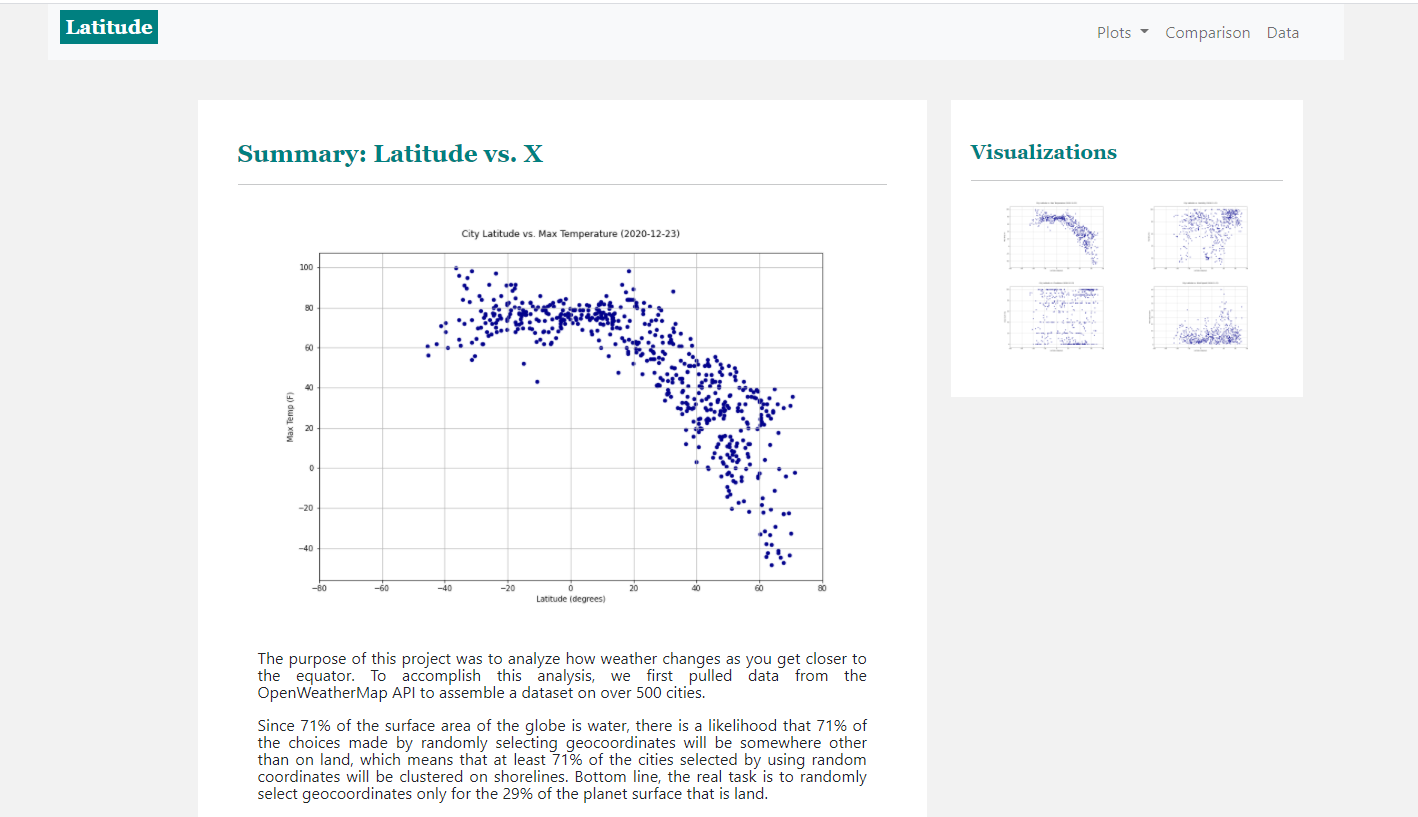 Latitude
Plots
Comparison
Data
Summary: Latitude vs. X
City Latitude vs. Max Temperature (2020-12-23)
100
80
60
40
20
0
−20
−40
Max Temp (F)
−80 −60 −40 −20 0 20 40 60 80
Latitude (degrees)
The purpose of this project was to analyze how weather changes as you get closer to
the equator. To accomplish this analysis, we first pulled data from the
OpenWeatherMap API to assemble a dataset on over 500 cities.
Since 71% of the surface area of the globe is water, there is a likelihood that 71% of
the choices made by randomly selecting geocoordinates will be somewhere other
than on land, which means that at least 71% of the cities selected by using random
coordinates will be clustered on shorelines. Bottom line, the real task is to randomly
select geocoordinates only for the 29% of the planet surface that is land.
Visualizations